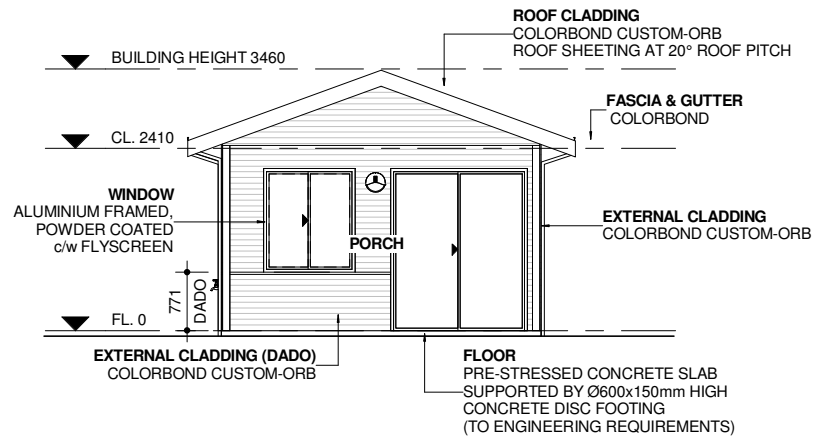 ROOF CLADDING
COLORBOND CUSTOM-ORB
ROOF SHEETING AT 20° ROOF PITCH
BUILDING HEIGHT 3460
FASCIA & GUTTER
COLORBOND
CL. 2410
WINDOW
ALUMINIUM FRAMED,
POWDER COATED
c/w FLYSCREEN
PORCH
EXTERNAL CLADDING
COLORBOND CUSTOM-ORB
771
DADO
FL. 0
EXTERNAL CLADDING (DADO)
COLORBOND CUSTOM-ORB
FLOOR
PRE-STRESSED CONCRETE SLAB
SUPPORTED BY Ø600x150mm HIGH
CONCRETE DISC FOOTING
(TO ENGINEERING REQUIREMENTS)